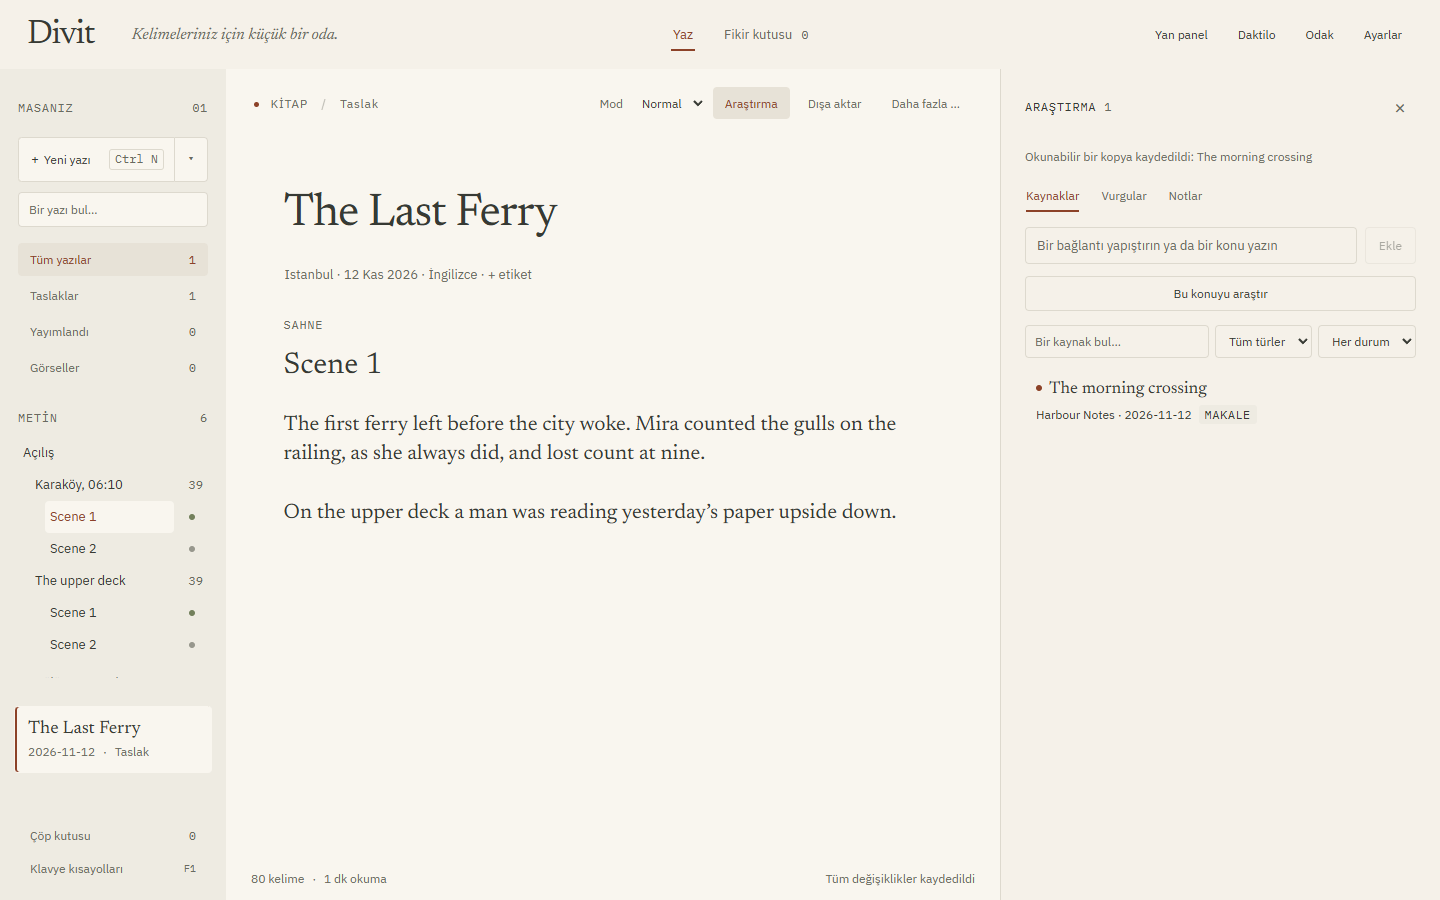 Divit
Kelimeleriniz için küçük bir oda.
Yaz
Fikir kutusu 0
Yan panel
Daktilo
Odak
Ayarlar
MASANIZ 01
+ Yeni yazı Ctrl N
Bir yazı bul...
Tüm yazılar 1
Taslaklar 1
Yayımlandı 0
Görseller 0
METİN 6
Açılış
Karaköy, 06:10 39
Scene 1
Scene 2
The upper deck 39
Scene 1
Scene 2
The Last Ferry
2026-11-12 · Taslak
Çöp kutusu 0
Klavye kısayolları F1
KİTAP / Taslak
Mod Normal
Araştırma
Dışa aktar
Daha fazla ...
The Last Ferry
Istanbul · 12 Kas 2026 · İngilizce · + etiket
SAHNE
Scene 1
The first ferry left before the city woke. Mira counted the gulls on the
railing, as she always did, and lost count at nine.
On the upper deck a man was reading yesterday’s paper upside down.
80 kelime · 1 dk okuma
Tüm değişiklikler kaydedildi
ARAŞTIRMA 1 ×
Okunabilir bir kopya kaydedildi: The morning crossing
Kaynaklar
Vurgular
Notlar
Bir bağlantı yapıştırın ya da bir konu yazın
Ekle
Bu konuyu araştır
Bir kaynak bul...
Tüm türler
Her durum
The morning crossing
Harbour Notes · 2026-11-12 MAKALE